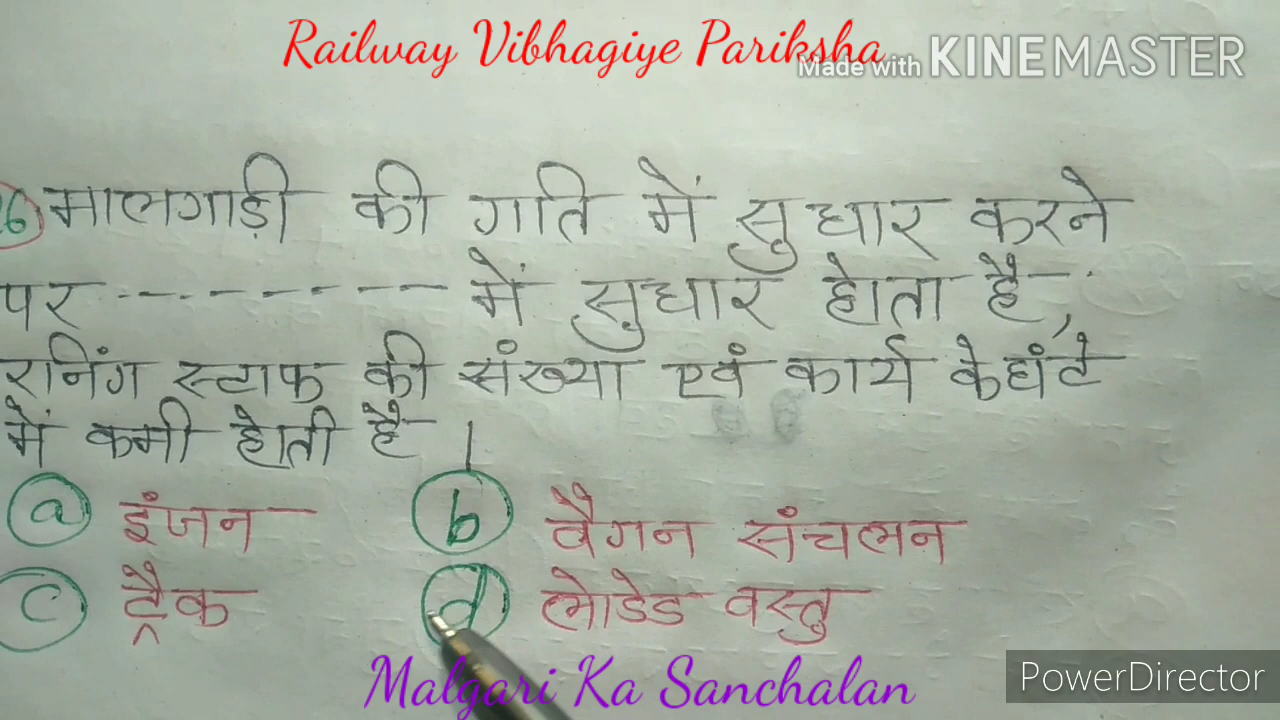 Railway Vibhagiye Pariksha
Made with KINEMASTER
26 मालगाड़ी की गति में सुधार करने
पर -------- में सुधार होता है,
रनिंग स्टाफ की संख्या एवं कार्य के घंटे
में कमी होती है ।
a इंजन b वैगन संचलन
c ट्रैक d लोडेड वस्तु
Malgari Ka Sanchalan
PowerDirector